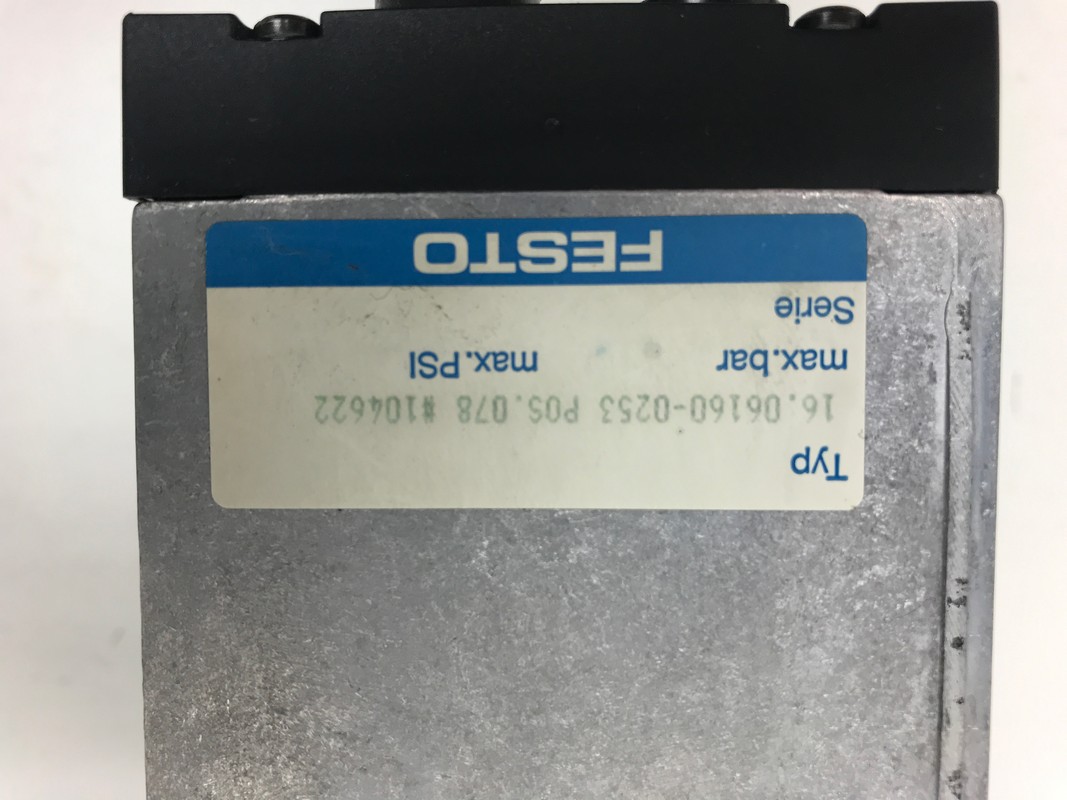 Typ
16.06160-0253 POS.078 #104622
max.bar max.PSI
Serie
FESTO